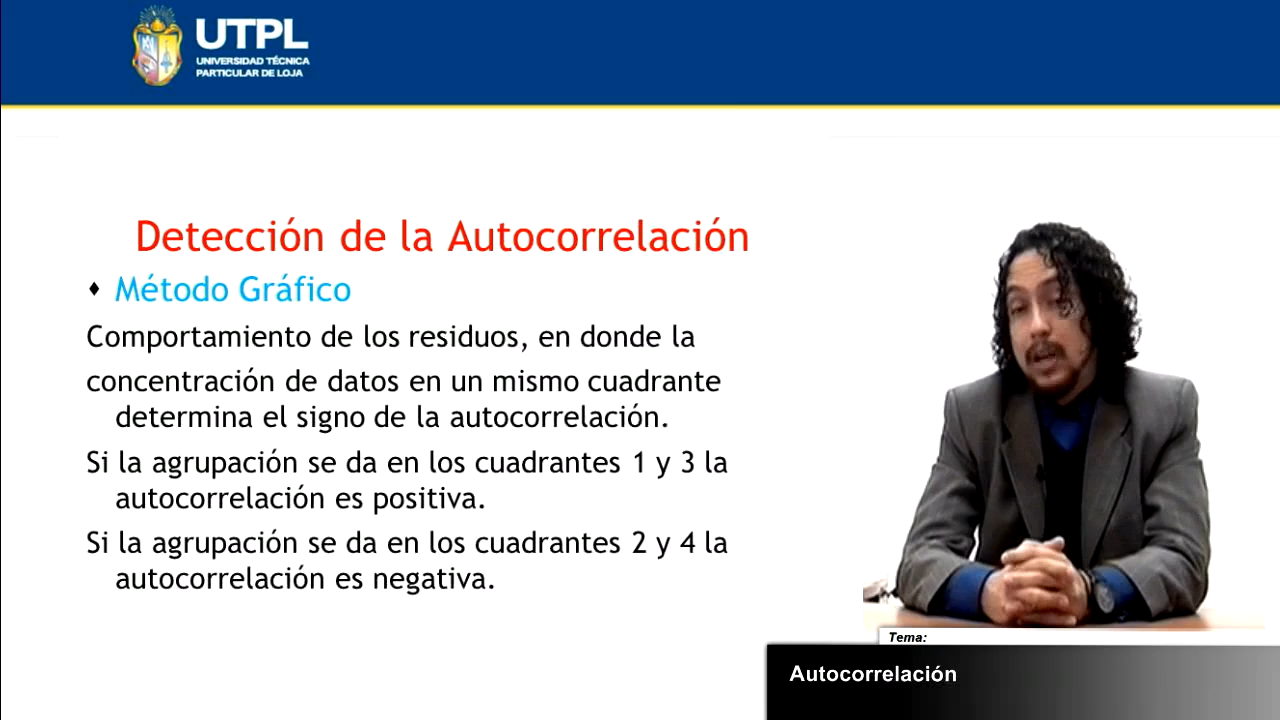 UTPL
UNIVERSIDAD TÉCNICA
PARTICULAR DE LOJA
Detección de la Autocorrelación
Método Gráfico
Comportamiento de los residuos, en donde la
concentración de datos en un mismo cuadrante
determina el signo de la autocorrelación.
Si la agrupación se da en los cuadrantes 1 y 3 la
autocorrelación es positiva.
Si la agrupación se da en los cuadrantes 2 y 4 la
autocorrelación es negativa.
Tema:
Autocorrelación